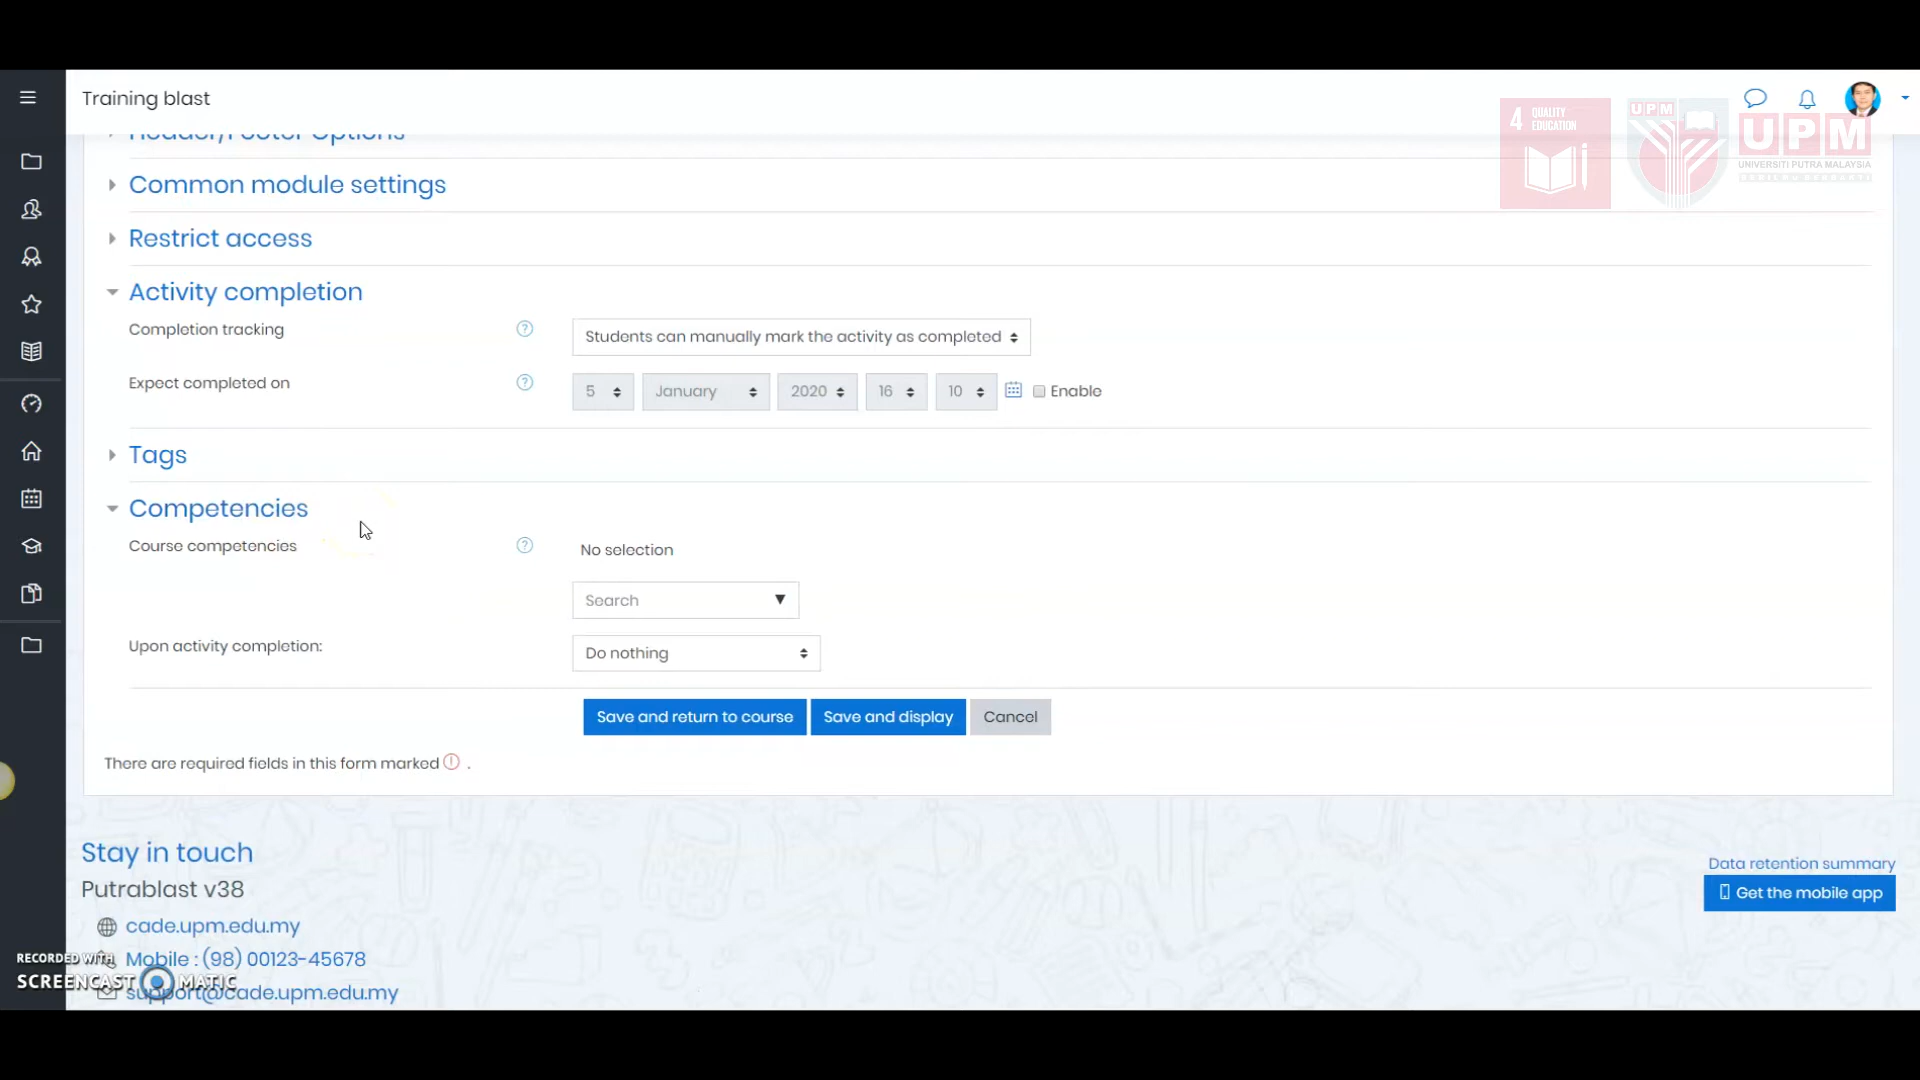 Training blast
4 QUALITY EDUCATION
UPM
UPM
UNIVERSITI PUTRA MALAYSIA
Header/Footer Options
Common module settings
Restrict access
Activity completion
Completion tracking
Students can manually mark the activity as completed
Expect completed on
5 January 2020 16 10 Enable
Tags
Competencies
Course competencies
No selection
Search
Upon activity completion:
Do nothing
Save and return to course Save and display Cancel
There are required fields in this form marked .
Stay in touch
Data retention summary
Putrablast v38
Get the mobile app
cade.upm.edu.my
RECORDED WITH
Mobile : (98) 00123-45678
SCREENCAST MATIC
support@cade.upm.edu.my